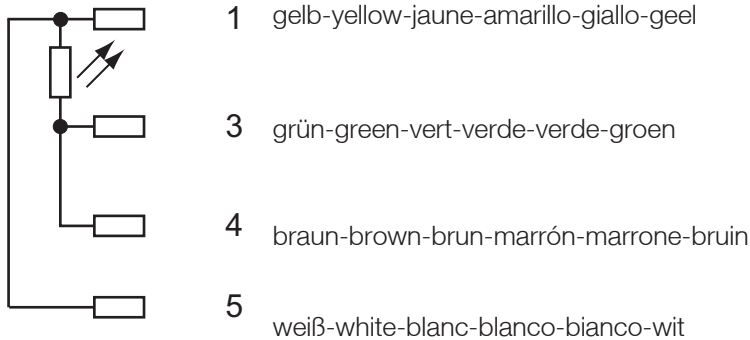 1 gelb-yellow-jaune-amarillo-giallo-geel
3 grün-green-vert-verde-verde-groen
4 braun-brown-brun-marrón-marrone-bruin
5 weiß-white-blanc-blanco-bianco-wit